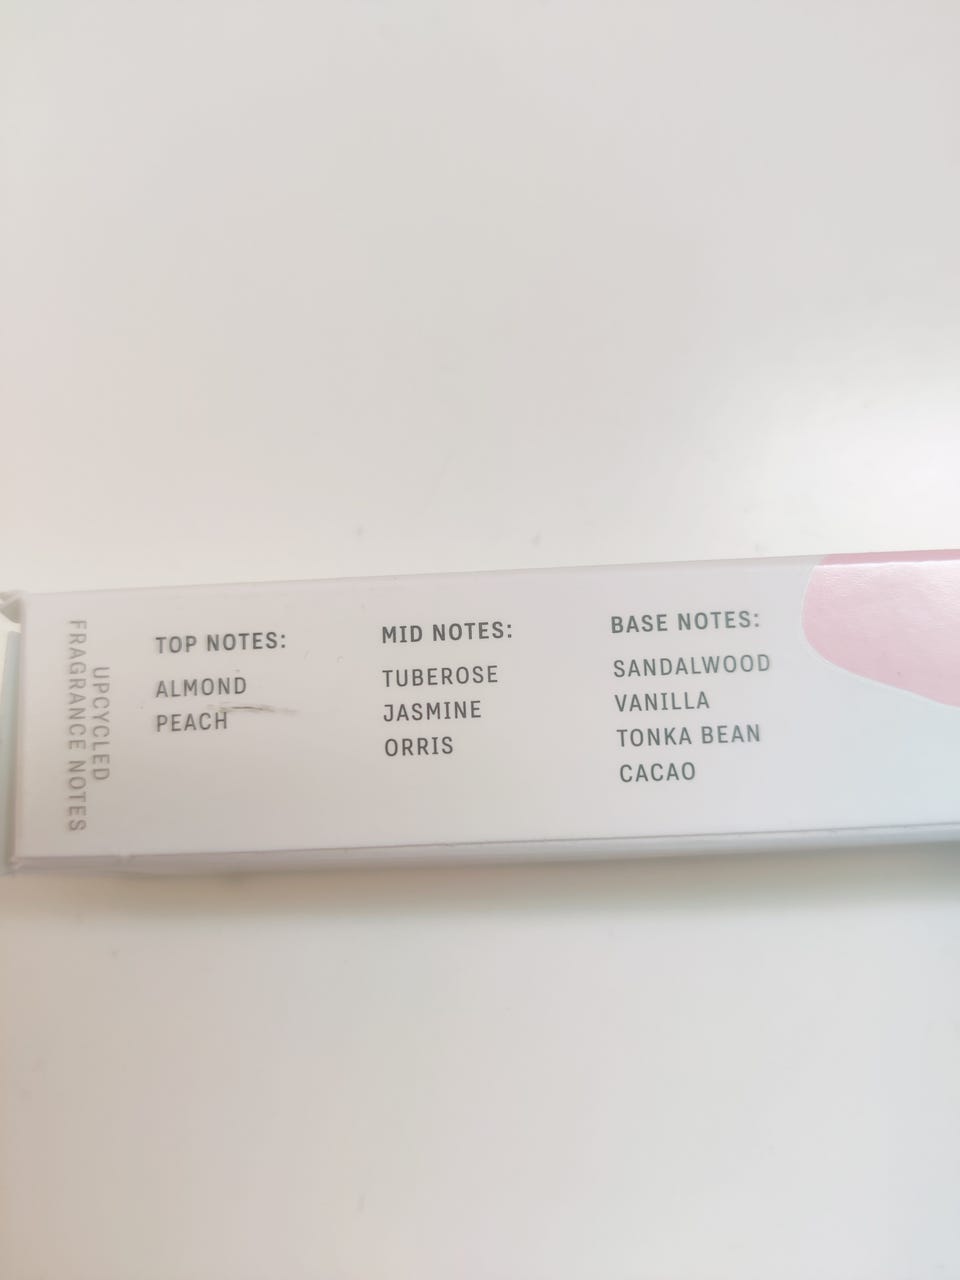 UPCYCLED
FRAGRANCE NOTES
TOP NOTES:
ALMOND
PEACH
MID NOTES:
TUBEROSE
JASMINE
ORRIS
BASE NOTES:
SANDALWOOD
VANILLA
TONKA BEAN
CACAO